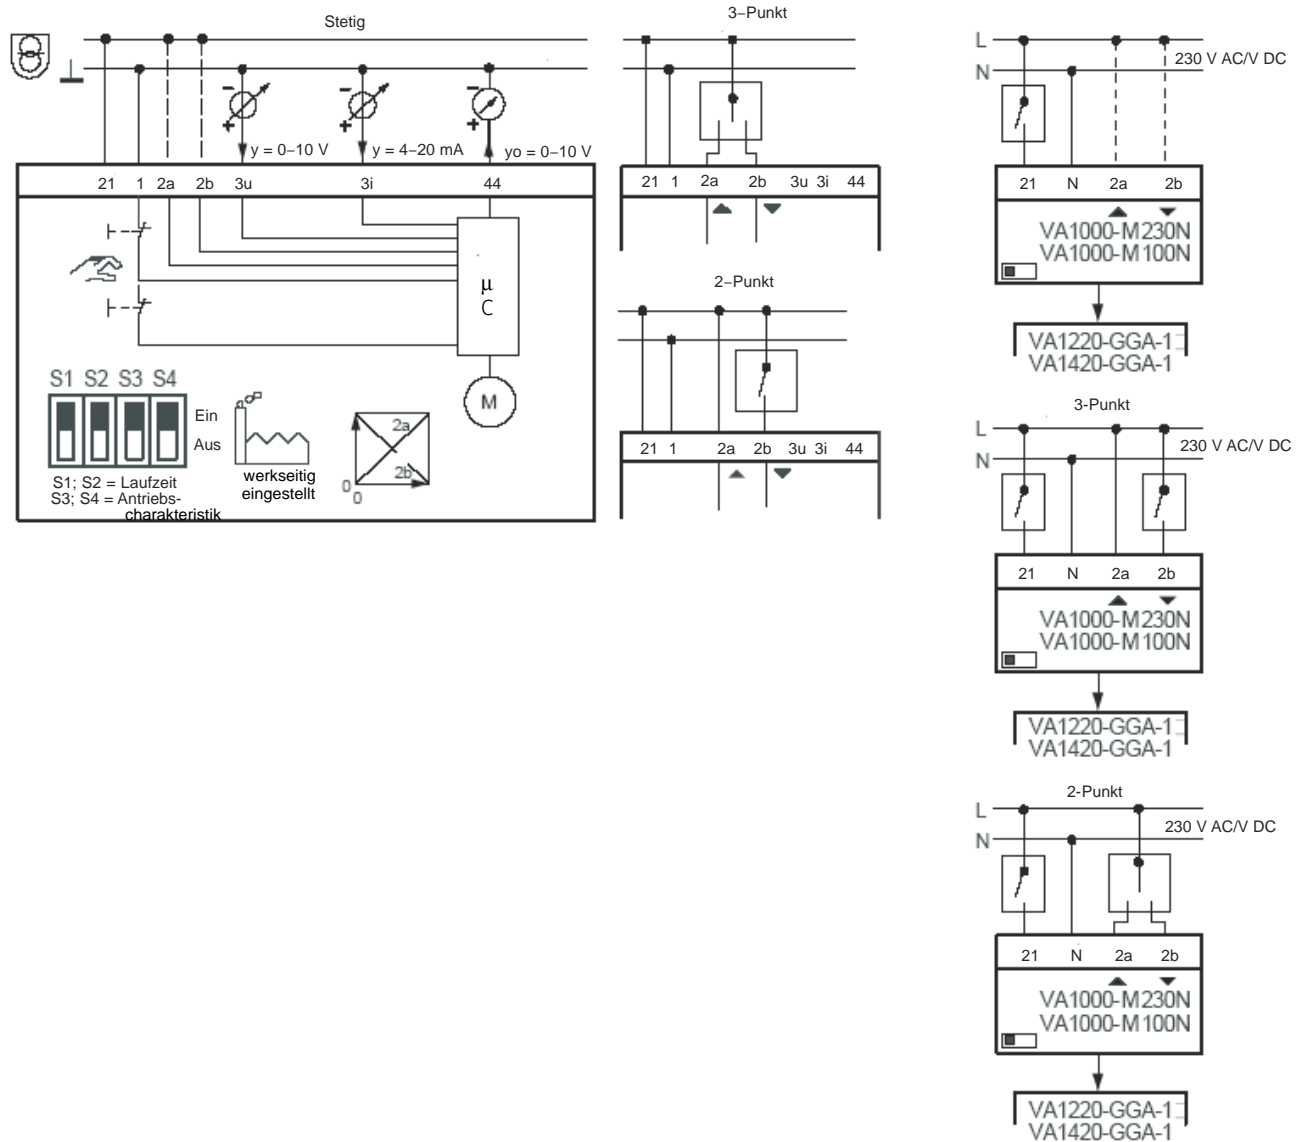 Stetig
y = 0–10 V
y = 4–20 mA
yo = 0–10 V
21 1 2a 2b 3u 3i 44
µ
C
M
S1 S2 S3 S4
Ein
Aus
S1; S2 = Laufzeit
S3; S4 = Antriebs-
charakteristik
werkseitig
eingestellt
2a
2b
0
0
3–Punkt
21 1 2a 2b 3u 3i 44
2–Punkt
21 1 2a 2b 3u 3i 44
L
N
230 V AC/V DC
21 N 2a 2b
VA1000-M230N
VA1000-M100N
VA1220-GGA-1
VA1420-GGA-1
3-Punkt
L
N
230 V AC/V DC
21 N 2a 2b
VA1000-M230N
VA1000-M100N
VA1220-GGA-1
VA1420-GGA-1
2-Punkt
L
N
230 V AC/V DC
21 N 2a 2b
VA1000-M230N
VA1000-M100N
VA1220-GGA-1
VA1420-GGA-1